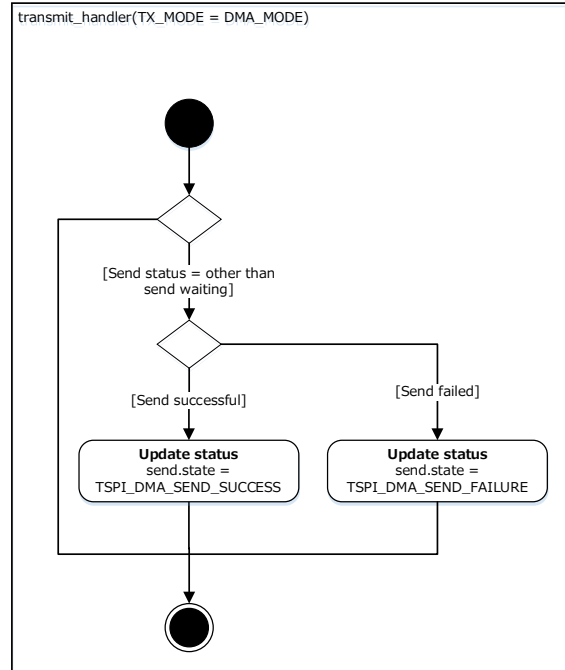 transmit_handler(TX_MODE = DMA_MODE)
[Send status = other than
send waiting]
[Send successful]
[Send failed]
Update status
send.state =
TSPI_DMA_SEND_SUCCESS
Update status
send.state =
TSPI_DMA_SEND_FAILURE